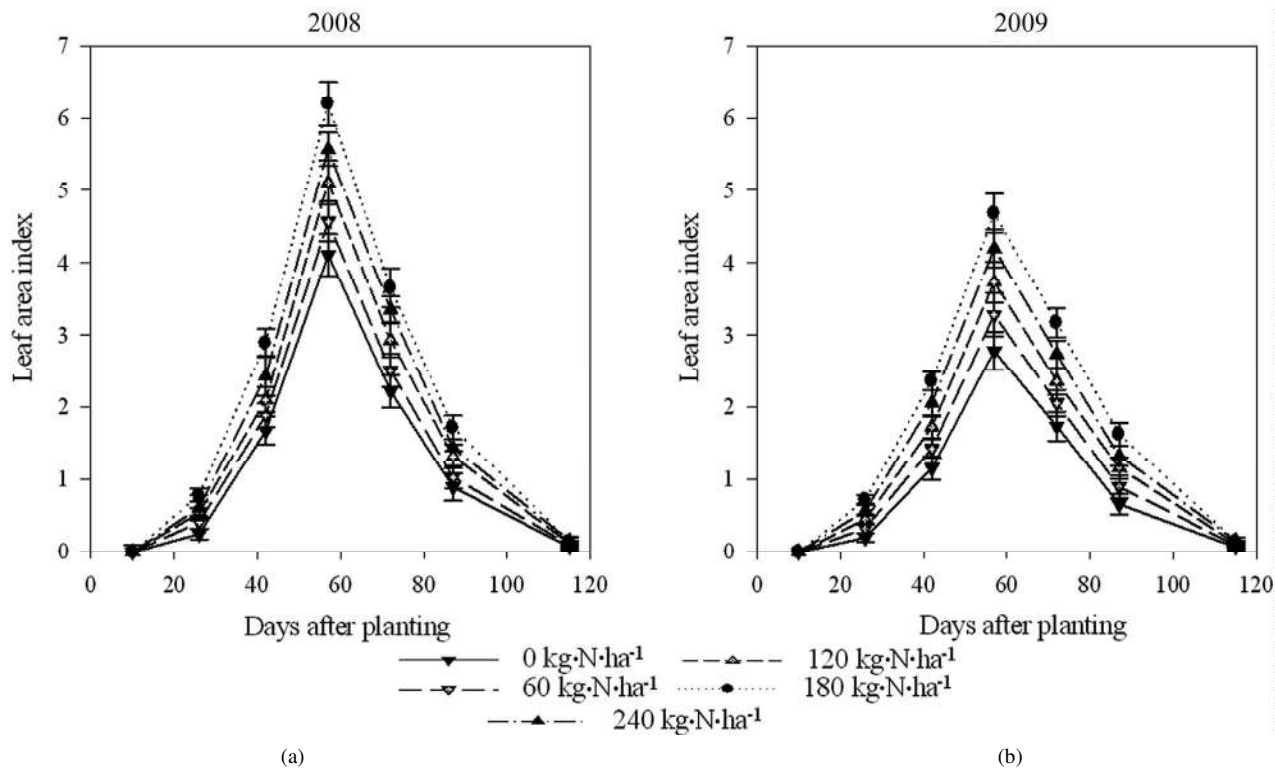 2008
7
6
5
4
3
2
1
0
Leaf area index
0 20 40 60 80 100 120
Days after planting
2009
7
6
5
4
3
2
1
0
Leaf area index
0 20 40 60 80 100 120
Days after planting
0 kg·N·ha⁻¹ 120 kg·N·ha⁻¹
60 kg·N·ha⁻¹ 180 kg·N·ha⁻¹
240 kg·N·ha⁻¹
(a) (b)